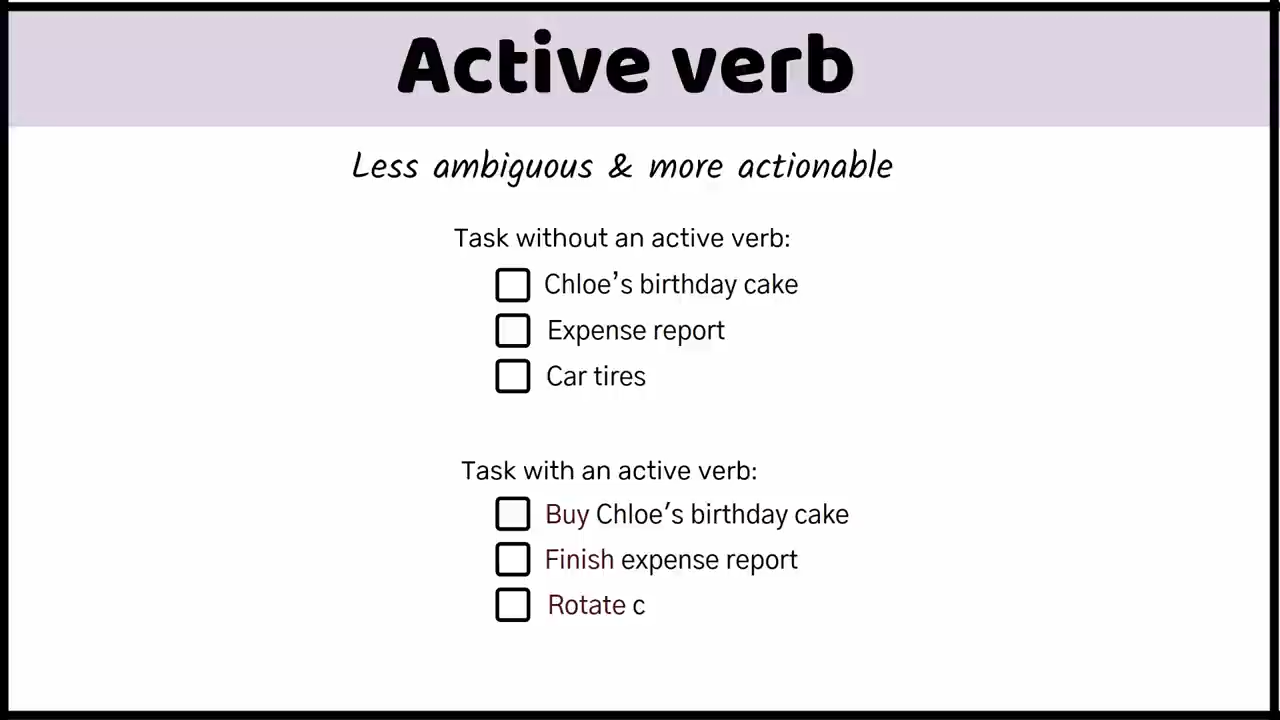 Active verb
Less ambiguous & more actionable
Task without an active verb:
Chloe’s birthday cake
Expense report
Car tires
Task with an active verb:
Buy Chloe's birthday cake
Finish expense report
Rotate c